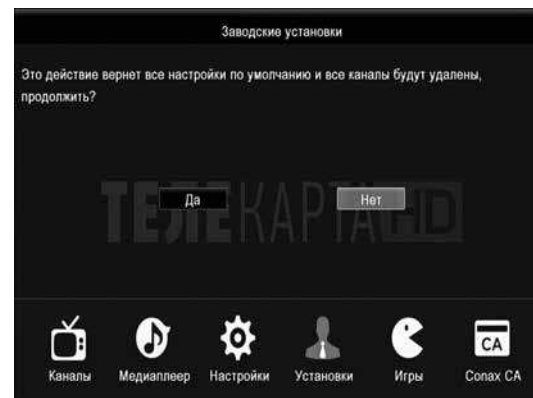 Заводские установки
Это действие вернет все настройки по умолчанию и все каналы будут удалены,
продолжить?
ТЕЛЕКАРТА HD
Да
Нет
Каналы
Медиаплеер
Настройки
Установки
Игры
CA
Conax CA